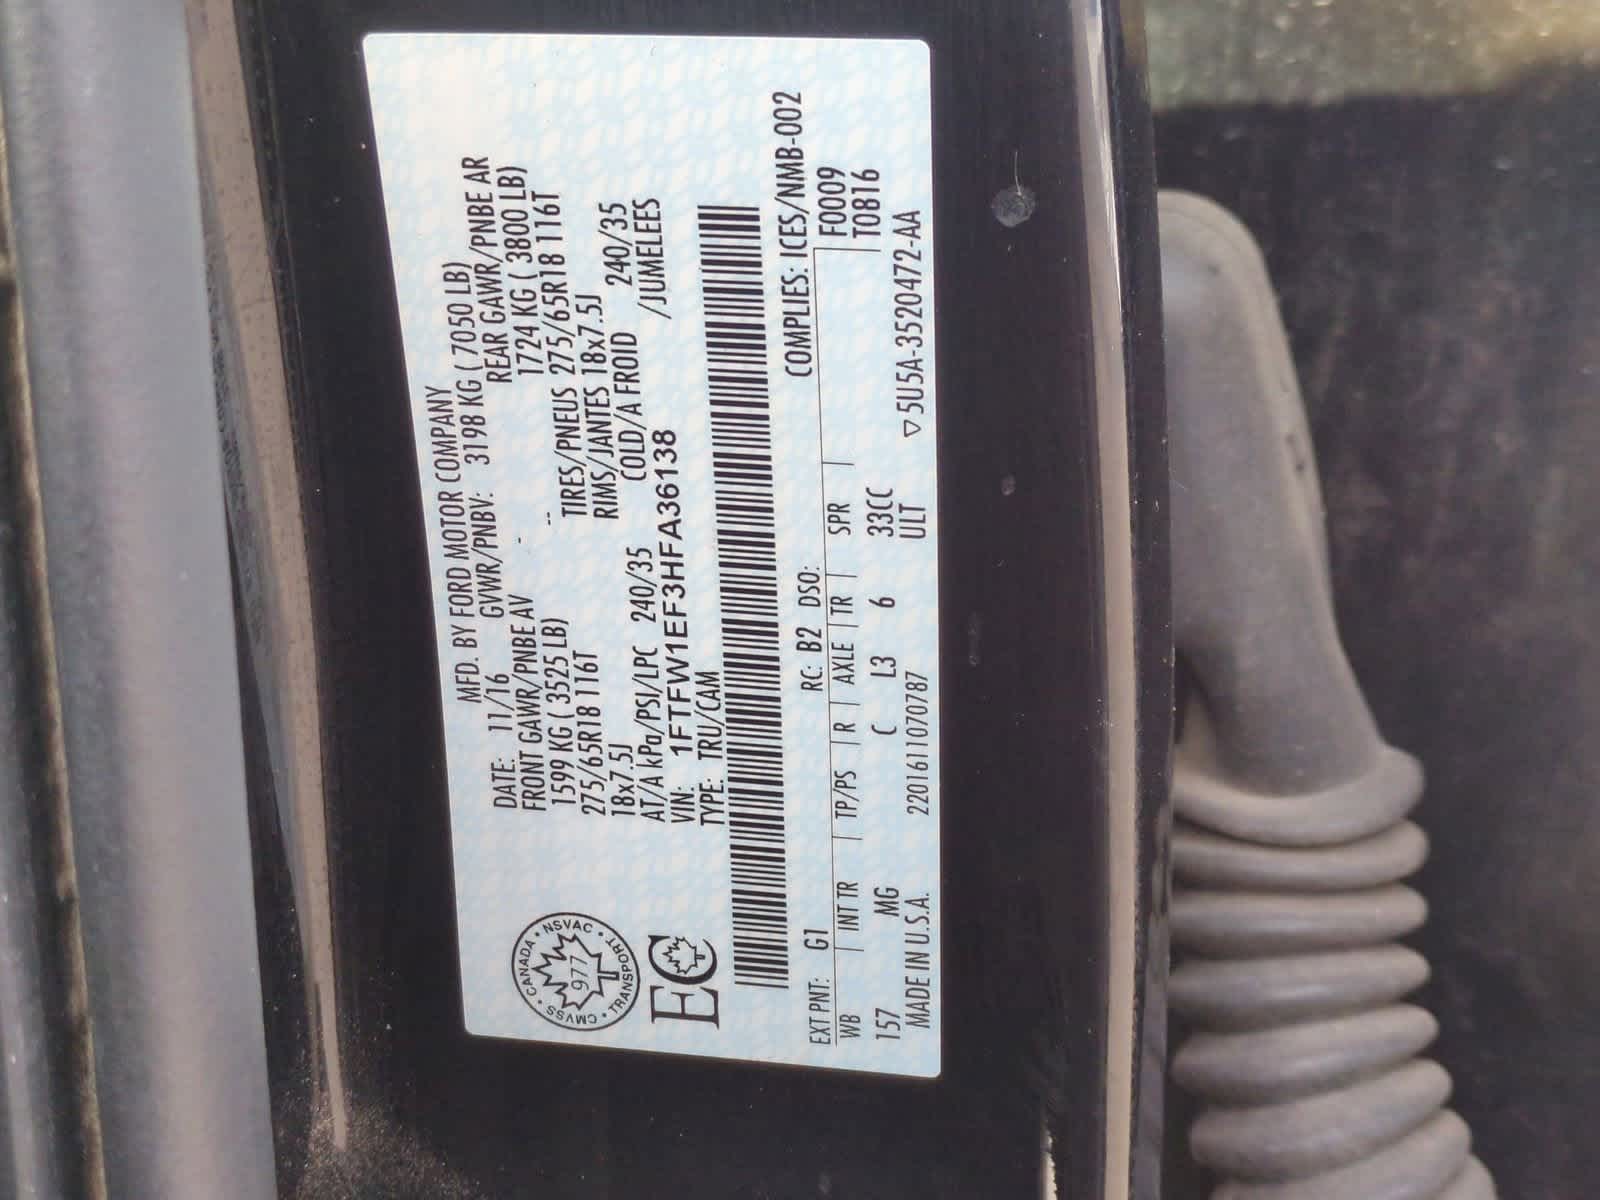 MFD. BY FORD MOTOR COMPANY
DATE: 11/16 GVWR/PNBV: 3198 KG ( 7050 LB)
FRONT GAWR/PNBE AV REAR GAWR/PNBE AR
1599 KG ( 3525 LB) 1724 KG ( 3800 LB)
275/65R18 116T TIRES/PNEUS 275/65R18 116T
18x7.5J RIMS/JANTES 18x7.5J
AT/A kPa/PSI/LPC 240/35 COLD/A FROID 240/35
VIN: 1FTFW1EF3HFA36138 /JUMELEES
TYPE: TRU/CAM
CMVSS • CANADA • NSVAC • TRANSPORT •
977
EC
COMPLIES: ICES/NMB-002
EXT PNT: G1 RC: B2 DSO: F0009
WB INT TR TP/PS R AXLE TR SPR T0816
157 MG C L3 6 33CC
MADE IN U.S.A. 2201611070787 ULT ▽ 5U5A-3520472-AA